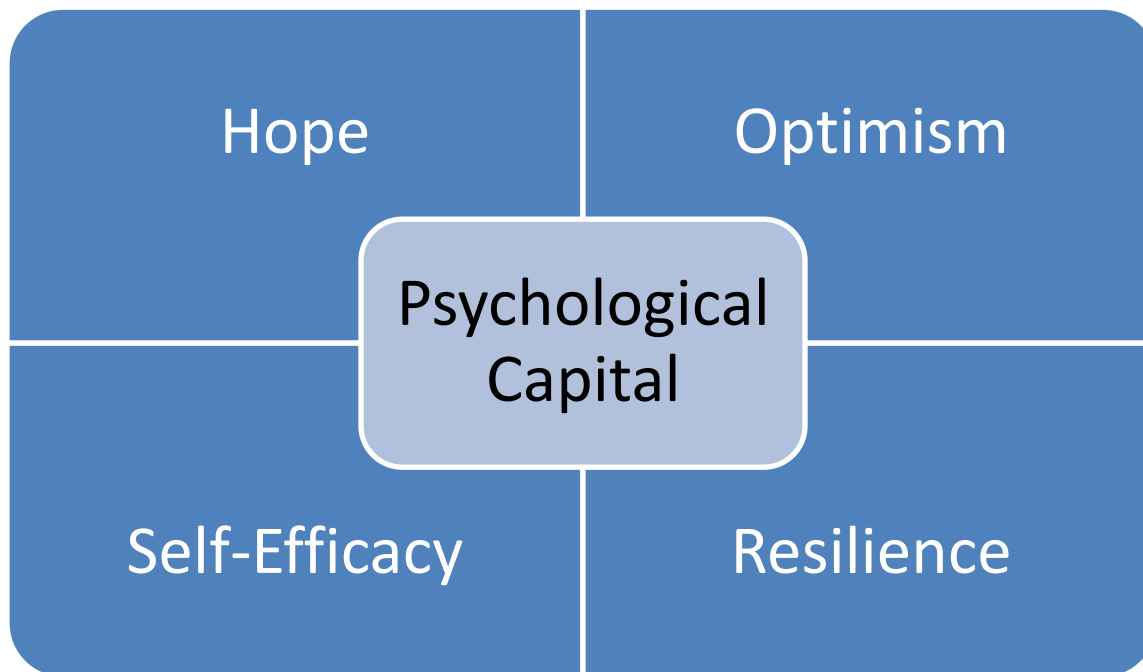 Hope
Optimism
Psychological
Capital
Self-Efficacy
Resilience